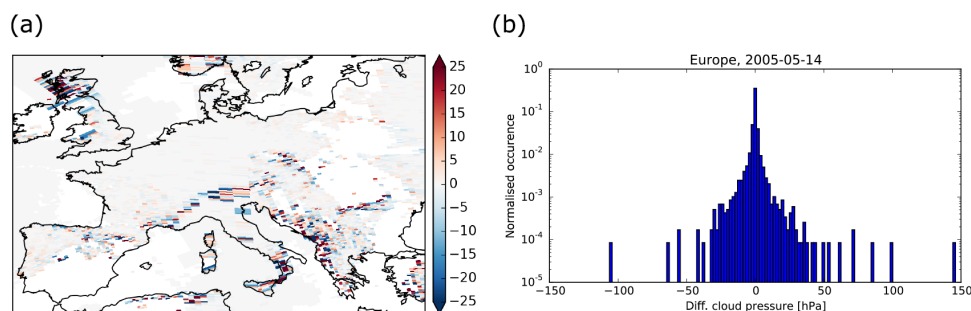 (a)
25
20
15
10
5
0
−5
−10
−15
−20
−25
(b)
Europe, 2005-05-14
Normalised occurence
10^0
10^-1
10^-2
10^-3
10^-4
10^-5
−150 −100 −50 0 50 100 150
Diff. cloud pressure [hPa]